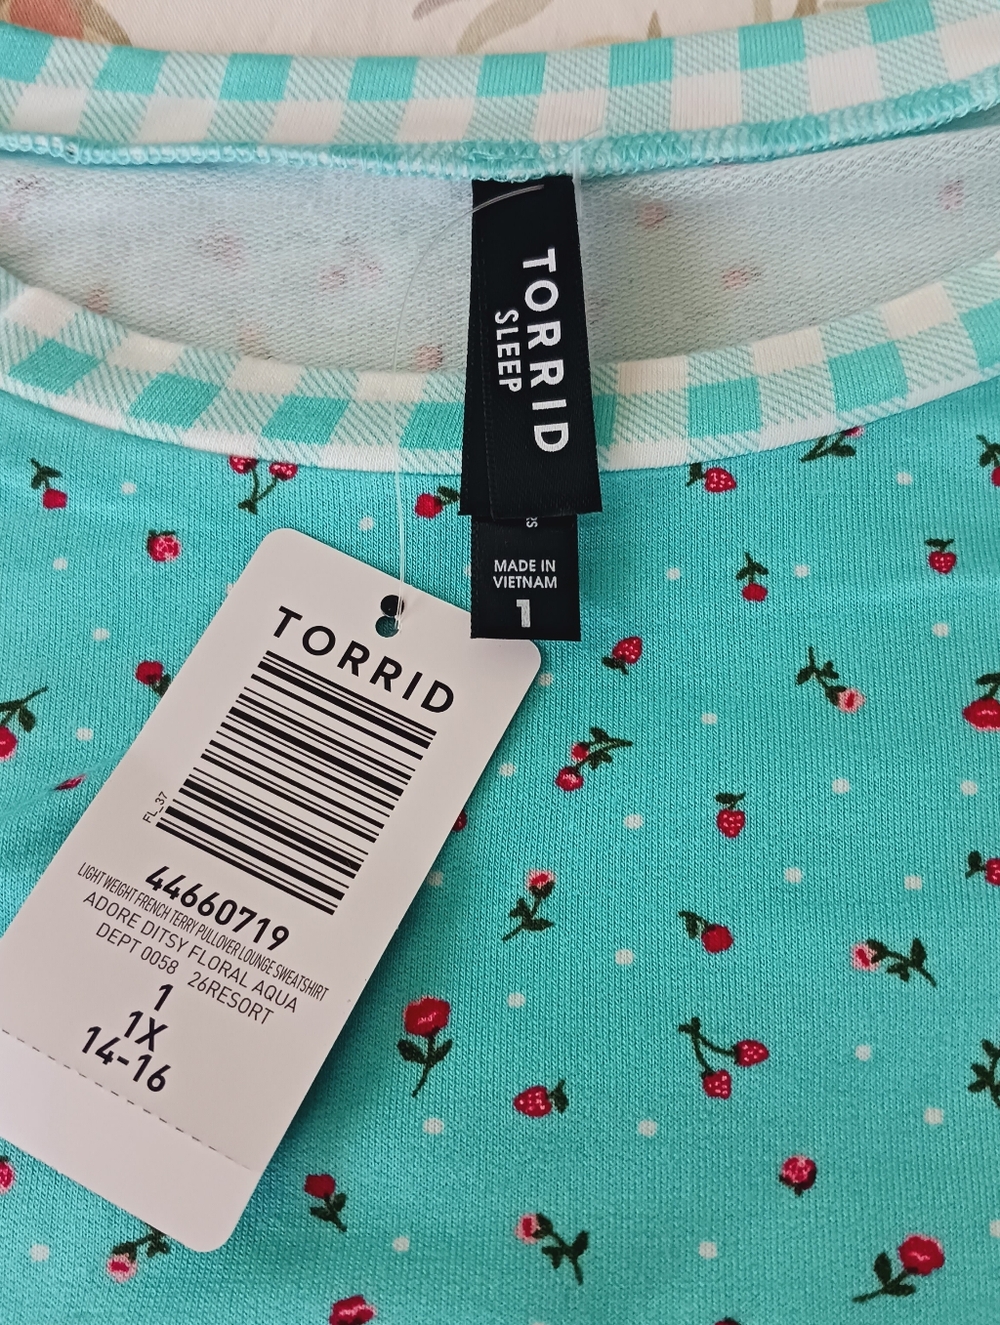 TORRID
SLEEP
MADE IN
VIETNAM
1
TORRID
FL_37
44660719
LIGHT WEIGHT FRENCH TERRY PULLOVER LOUNGE SWEATSHIRT
ADORE DITSY FLORAL AQUA
DEPT 0058 26RESORT
1
1X
14-16